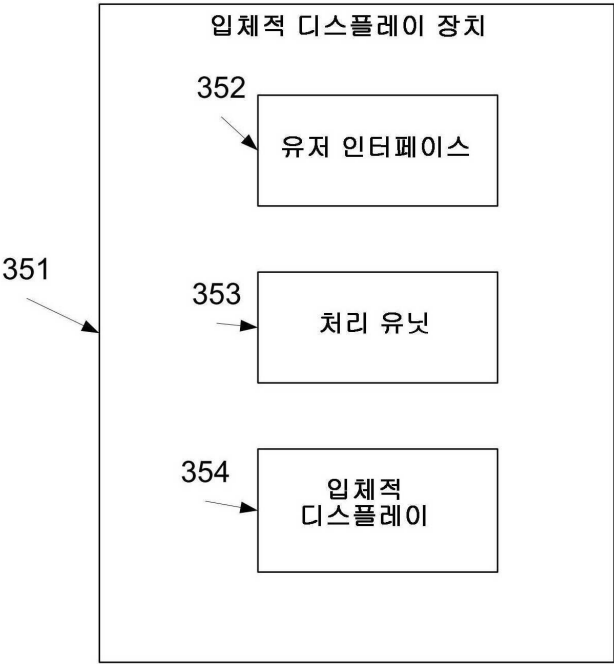 입체적 디스플레이 장치
352
유저 인터페이스
351
353
처리 유닛
354
입체적
디스플레이